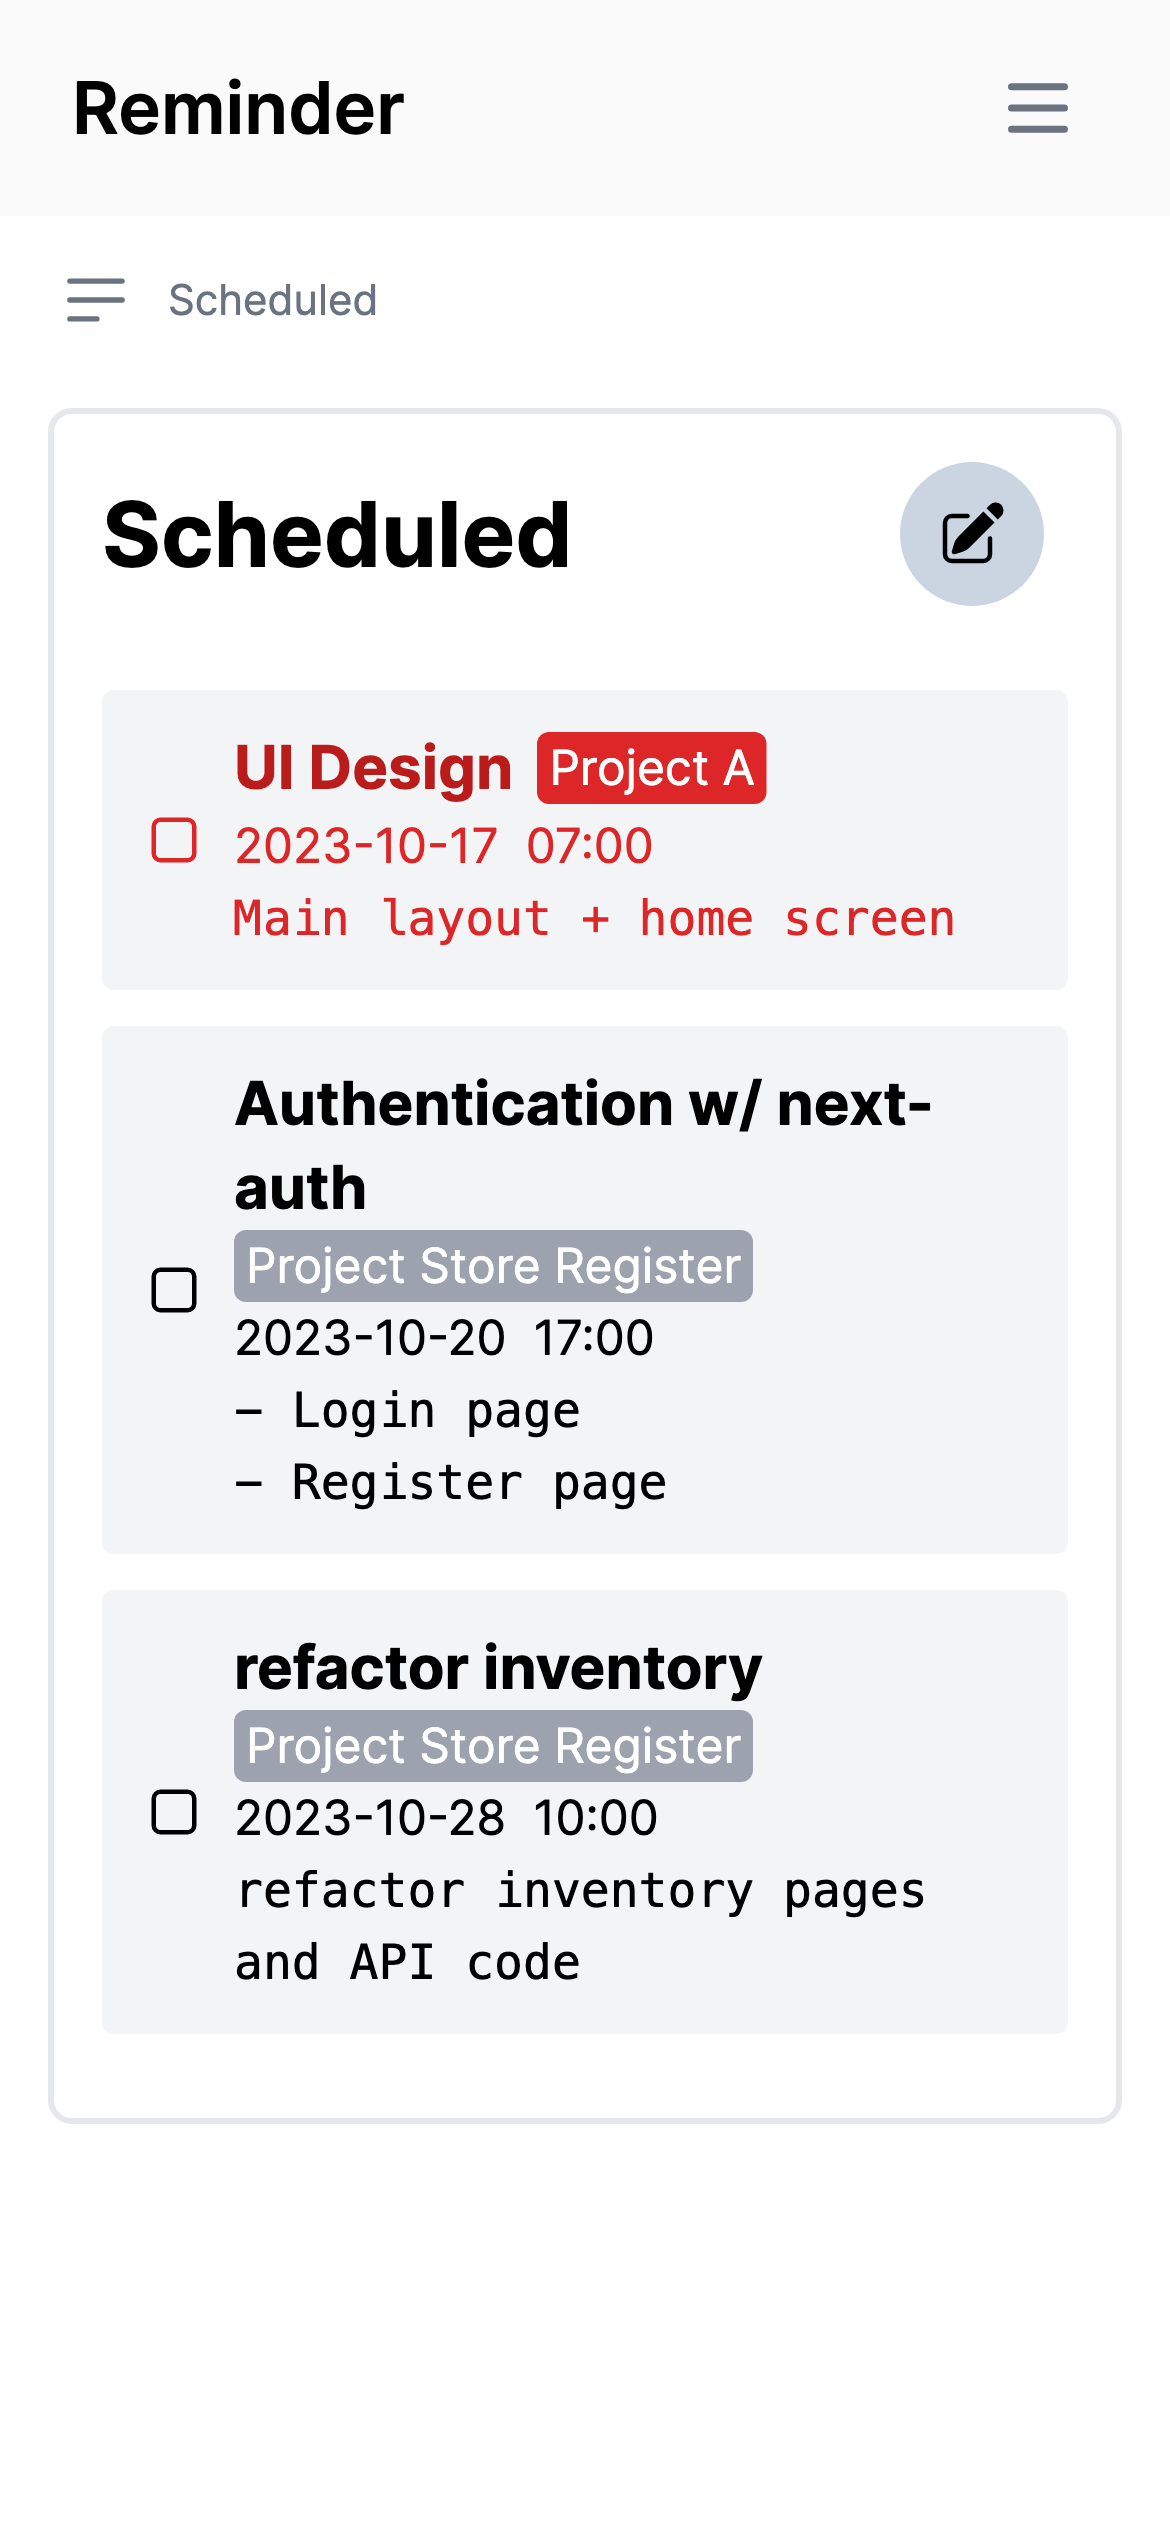 Reminder
Scheduled
Scheduled
UI Design Project A
2023-10-17 07:00
Main layout + home screen
Authentication w/ next-
auth
Project Store Register
2023-10-20 17:00
- Login page
- Register page
refactor inventory
Project Store Register
2023-10-28 10:00
refactor inventory pages
and API code